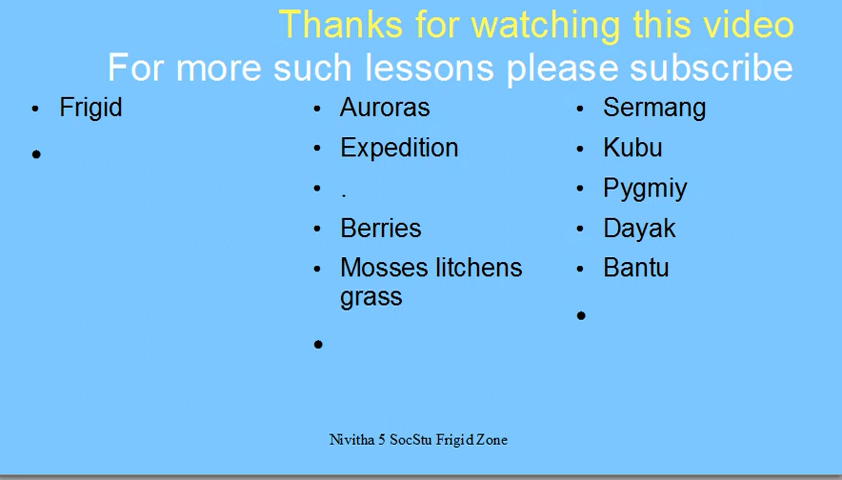 Thanks for watching this video
For more such lessons please subscribe
• Frigid
•
• Auroras
• Expedition
• .
• Berries
• Mosses litchens
grass
•
• Sermang
• Kubu
• Pygmiy
• Dayak
• Bantu
•
Nivitha 5 SocStu Frigid Zone